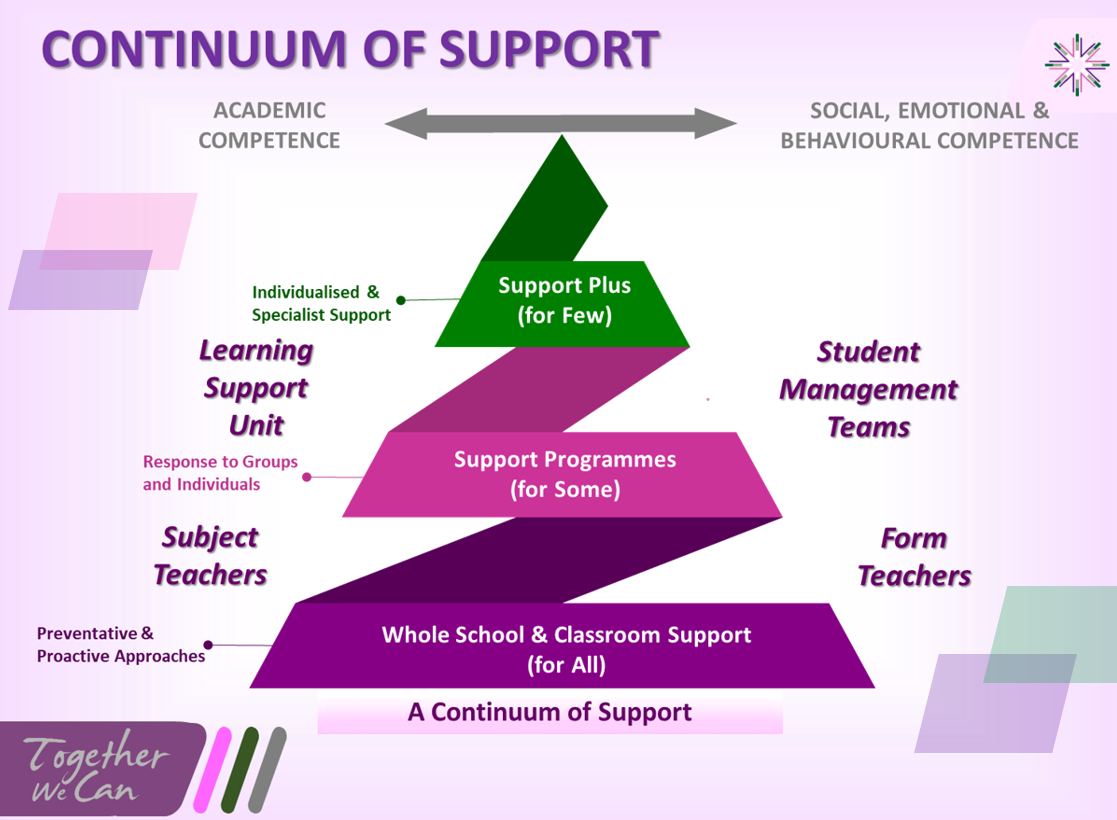 CONTINUUM OF SUPPORT
ACADEMIC
COMPETENCE
SOCIAL, EMOTIONAL &
BEHAVIOURAL COMPETENCE
Individualised &
Specialist Support
Support Plus
(for Few)
Learning
Support
Unit
Student
Management
Teams
Response to Groups
and Individuals
Support Programmes
(for Some)
Subject
Teachers
Form
Teachers
Preventative &
Proactive Approaches
Whole School & Classroom Support
(for All)
A Continuum of Support
Together
We Can